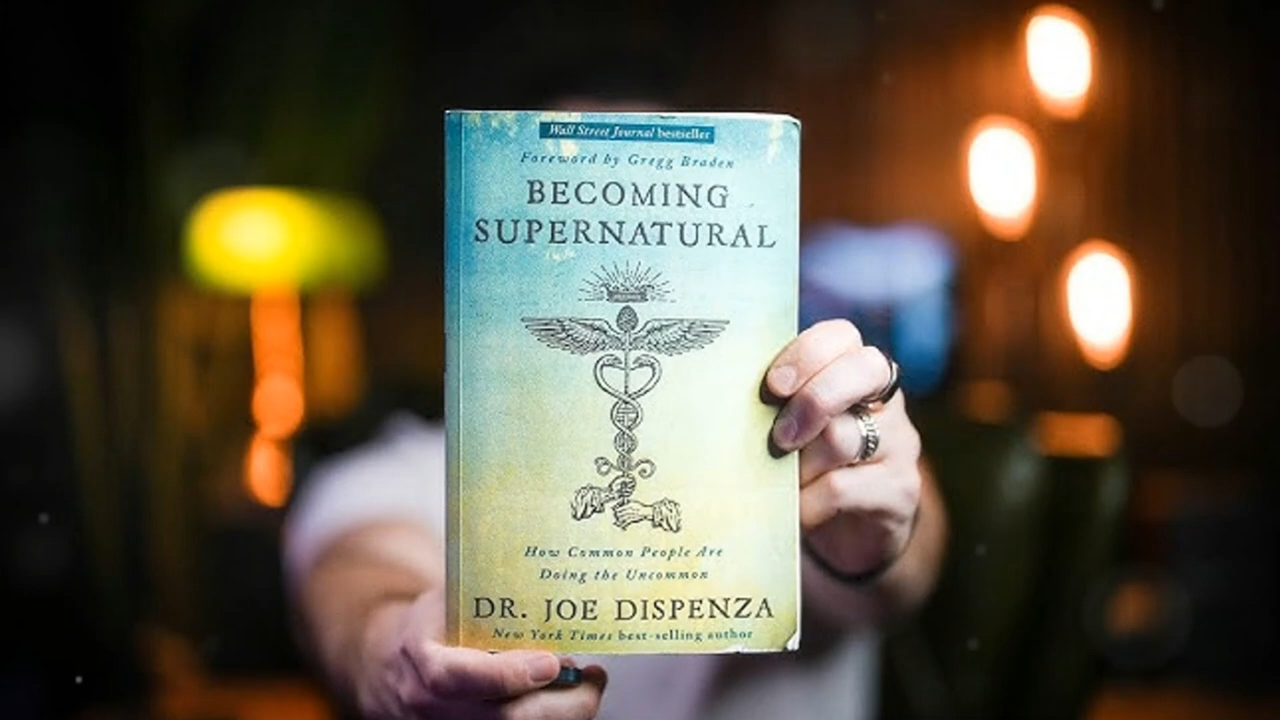 Wall Street Journal bestseller
Foreword by Gregg Braden
BECOMING
SUPERNATURAL
How Common People Are
Doing the Uncommon
DR. JOE DISPENZA
New York Times best-selling author